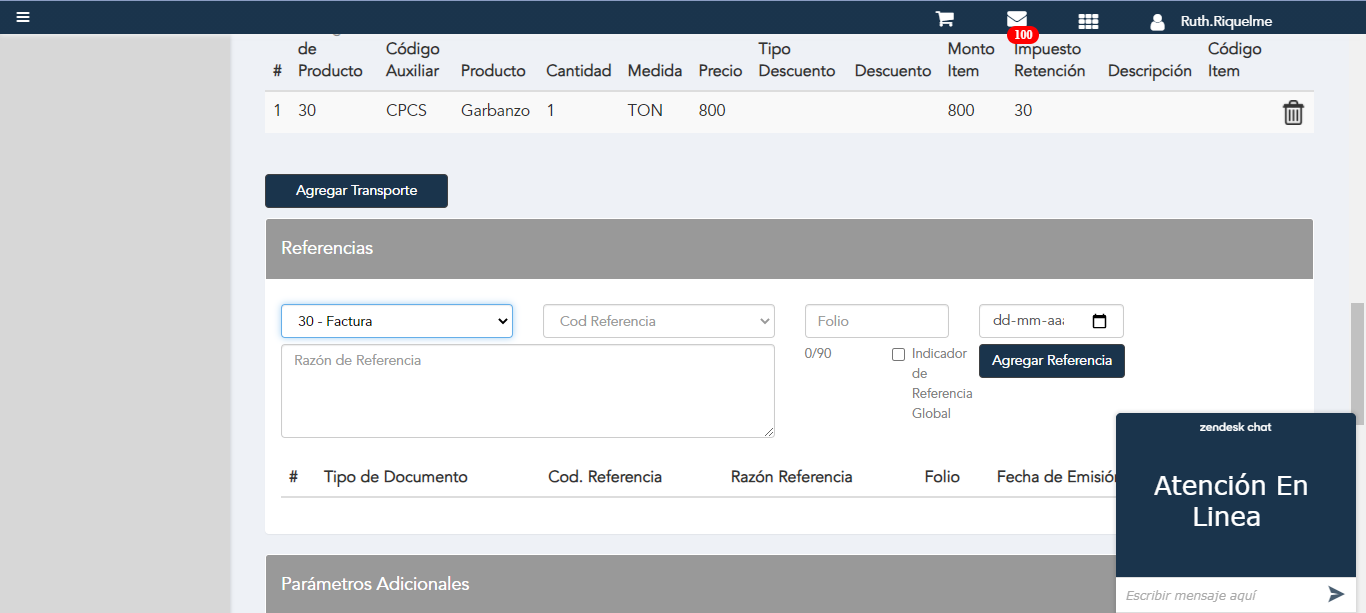 Ruth.Riquelme
100
# de Producto Código Auxiliar Producto Cantidad Medida Precio Tipo Descuento Descuento Monto Item Impuesto Retención Descripción Código Item
1 30 CPCS Garbanzo 1 TON 800 800 30
Agregar Transporte
Referencias
30 - Factura Cod Referencia Folio dd-mm-aaa
Razón de Referencia
0/90
Indicador
de
Referencia
Global
Agregar Referencia
# Tipo de Documento Cod. Referencia Razón Referencia Folio Fecha de Emisión
Parámetros Adicionales
zendesk chat
Atención En
Linea
Escribir mensaje aquí